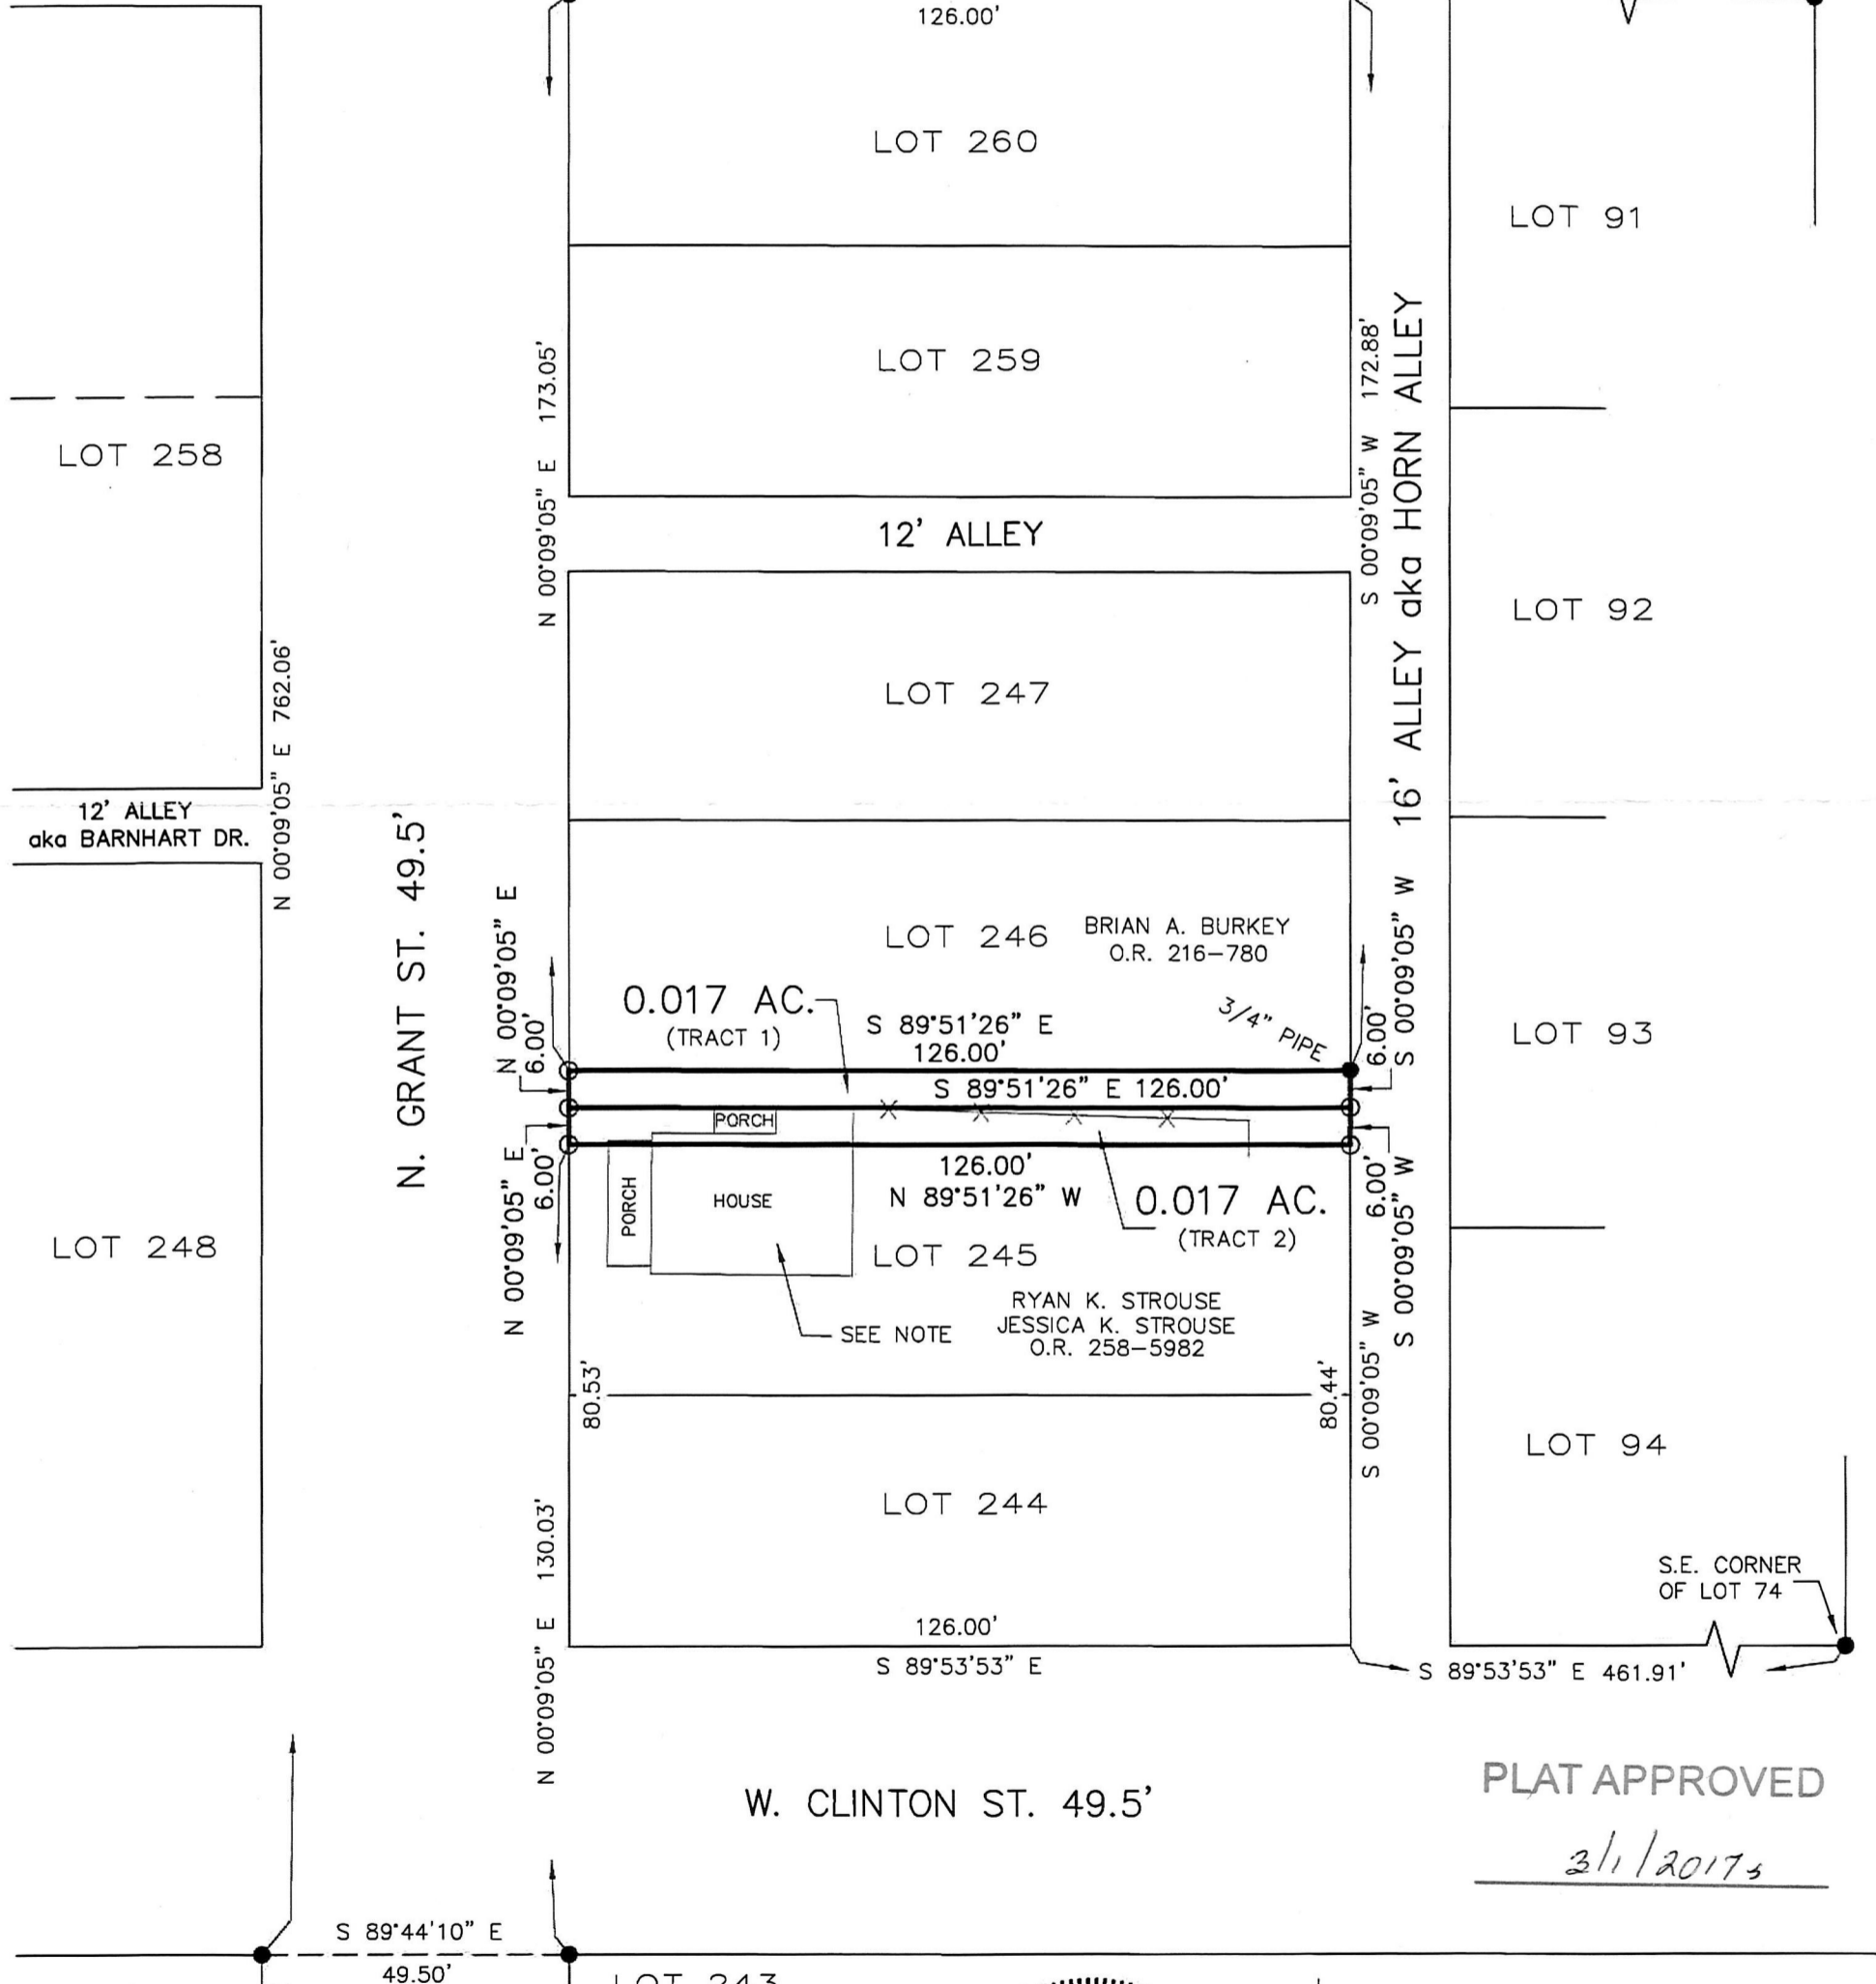 126.00'
LOT 260
LOT 91
LOT 259
N 00°09'05" E 173.05'
S 00°09'05" W 172.88'
16' ALLEY aka HORN ALLEY
LOT 258
12' ALLEY
LOT 92
LOT 247
N 00°09'05" E 762.06'
12' ALLEY
aka BARNHART DR.
N. GRANT ST. 49.5'
LOT 246
BRIAN A. BURKEY
O.R. 216-780
N 00°09'05" E
6.00'
0.017 AC.
(TRACT 1)
S 89°51'26" E
126.00'
3/4" PIPE
6.00'
S 00°09'05" W
LOT 93
S 89°51'26" E 126.00'
PORCH
N 00°09'05" E
6.00'
PORCH
HOUSE
126.00'
N 89°51'26" W
0.017 AC.
(TRACT 2)
6.00'
S 00°09'05" W
LOT 248
LOT 245
SEE NOTE
RYAN K. STROUSE
JESSICA K. STROUSE
O.R. 258-5982
80.53'
80.44'
S 00°09'05" W
LOT 94
LOT 244
N 00°09'05" E 130.03'
S.E. CORNER
OF LOT 74
126.00'
S 89°53'53" E
S 89°53'53" E 461.91'
W. CLINTON ST. 49.5'
PLAT APPROVED
S 89°44'10" E
49.50'
LOT 243